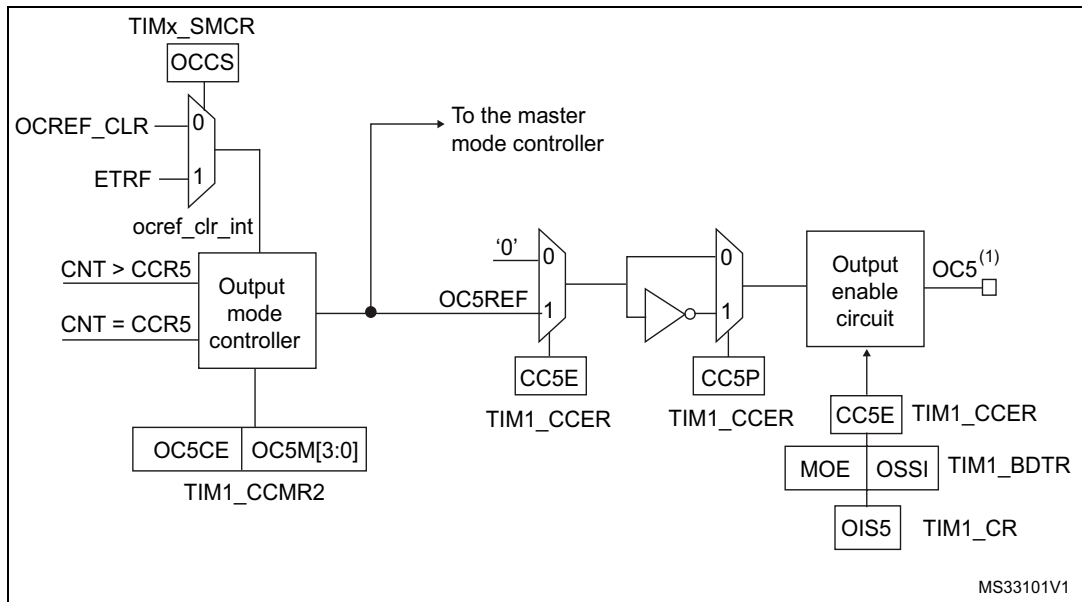 TIMx_SMCR
OCCS
OCREF_CLR
0
ETRF
1
ocref_clr_int
To the master
mode controller
CNT > CCR5
CNT = CCR5
Output
mode
controller
'0'
0
OC5REF
1
0
1
Output
enable
circuit
OC5(1)
CC5E
TIM1_CCER
CC5P
TIM1_CCER
CC5E
TIM1_CCER
OC5CE
OC5M[3:0]
TIM1_CCMR2
MOE
OSSI
TIM1_BDTR
OIS5
TIM1_CR
MS33101V1